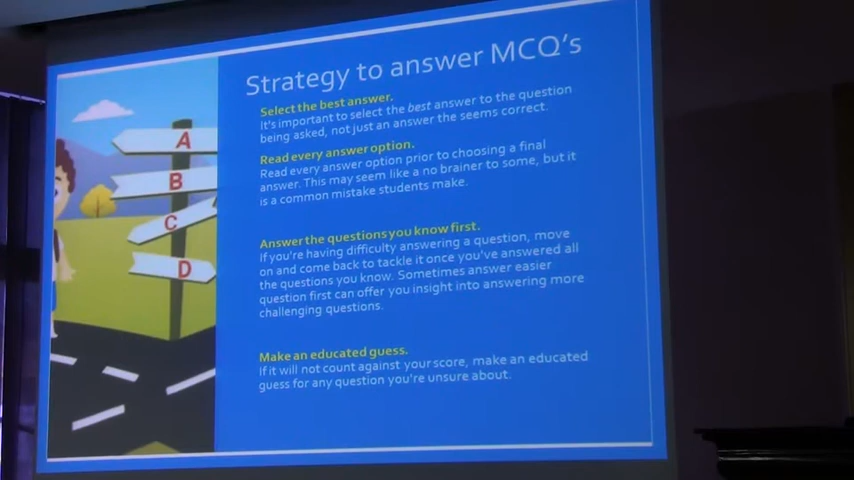 Strategy to answer MCQ's
Select the best answer.
It's important to select the best answer to the question
being asked, not just an answer the seems correct.
Read every answer option.
Read every answer option prior to choosing a final
answer. This may seem like a no brainer to some, but it
is a common mistake students make.
Answer the questions you know first.
If you're having difficulty answering a question, move
on and come back to tackle it once you've answered all
the questions you know. Sometimes answer easier
question first can offer you insight into answering more
challenging questions.
Make an educated guess.
If it will not count against your score, make an educated
guess for any question you're unsure about.
A
B
C
D